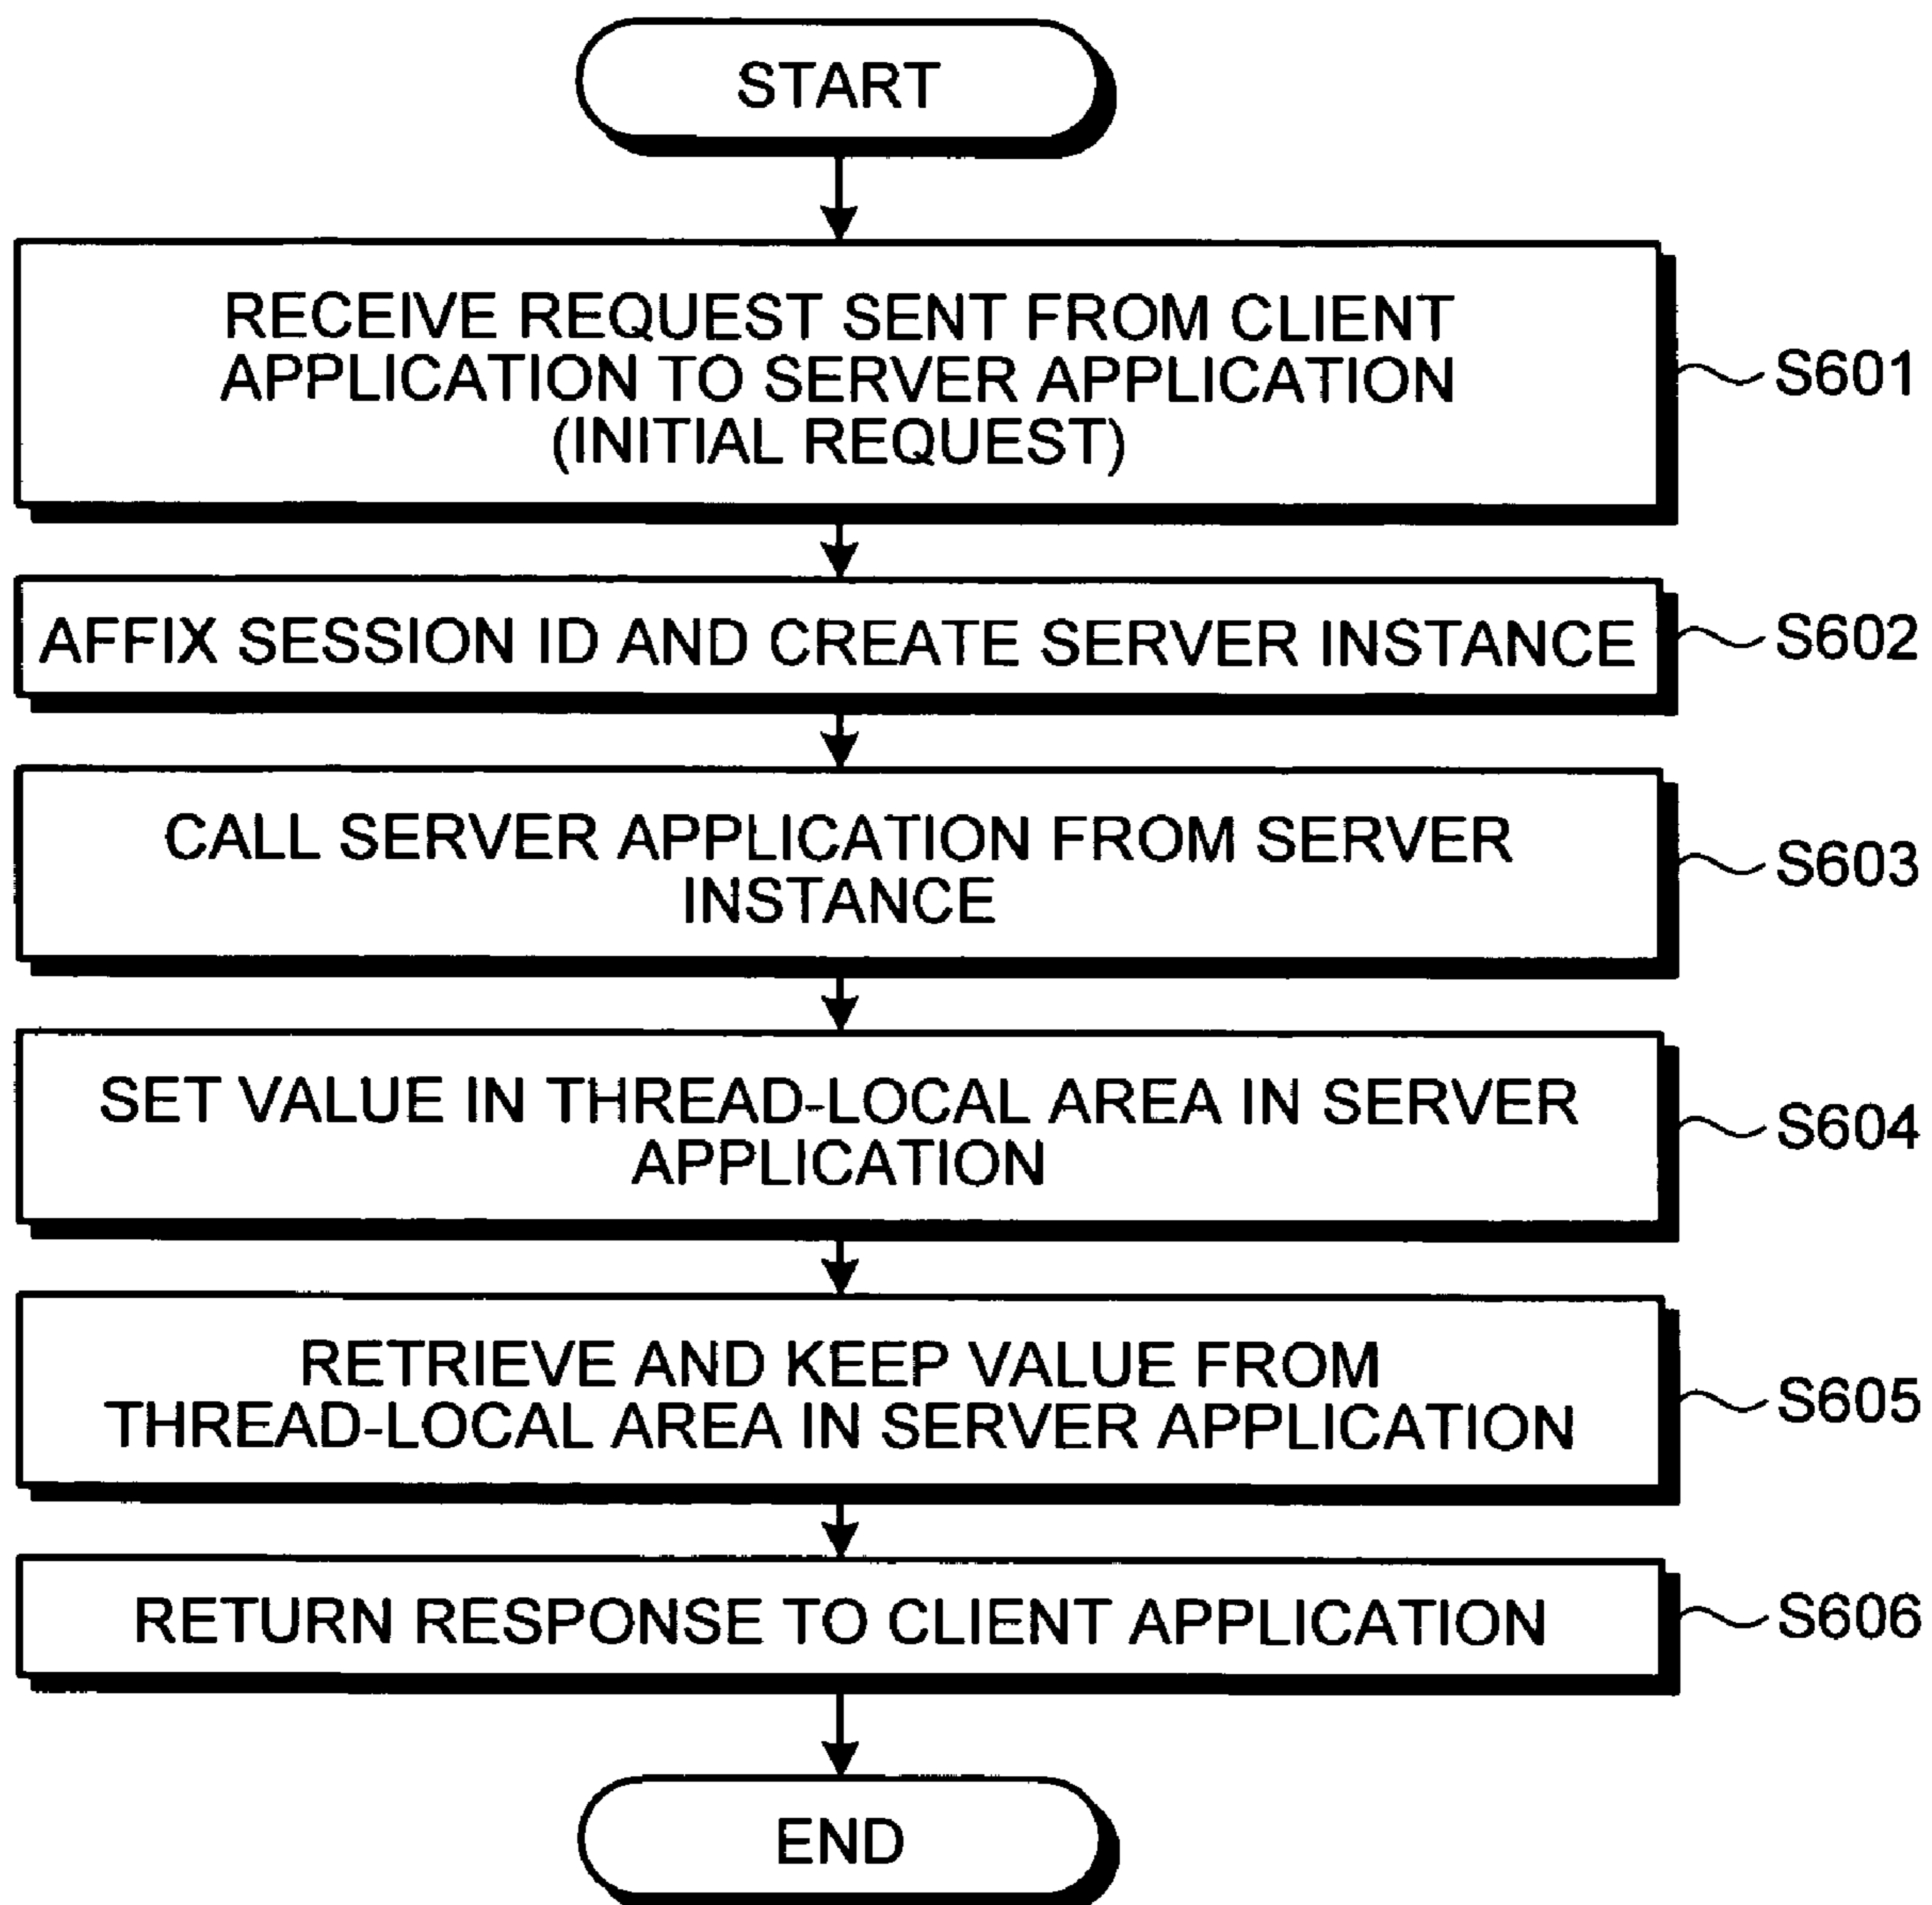 START
RECEIVE REQUEST SENT FROM CLIENT
APPLICATION TO SERVER APPLICATION
(INITIAL REQUEST)
S601
AFFIX SESSION ID AND CREATE SERVER INSTANCE
S602
CALL SERVER APPLICATION FROM SERVER
INSTANCE
S603
SET VALUE IN THREAD-LOCAL AREA IN SERVER
APPLICATION
S604
RETRIEVE AND KEEP VALUE FROM
THREAD-LOCAL AREA IN SERVER APPLICATION
S605
RETURN RESPONSE TO CLIENT APPLICATION
S606
END